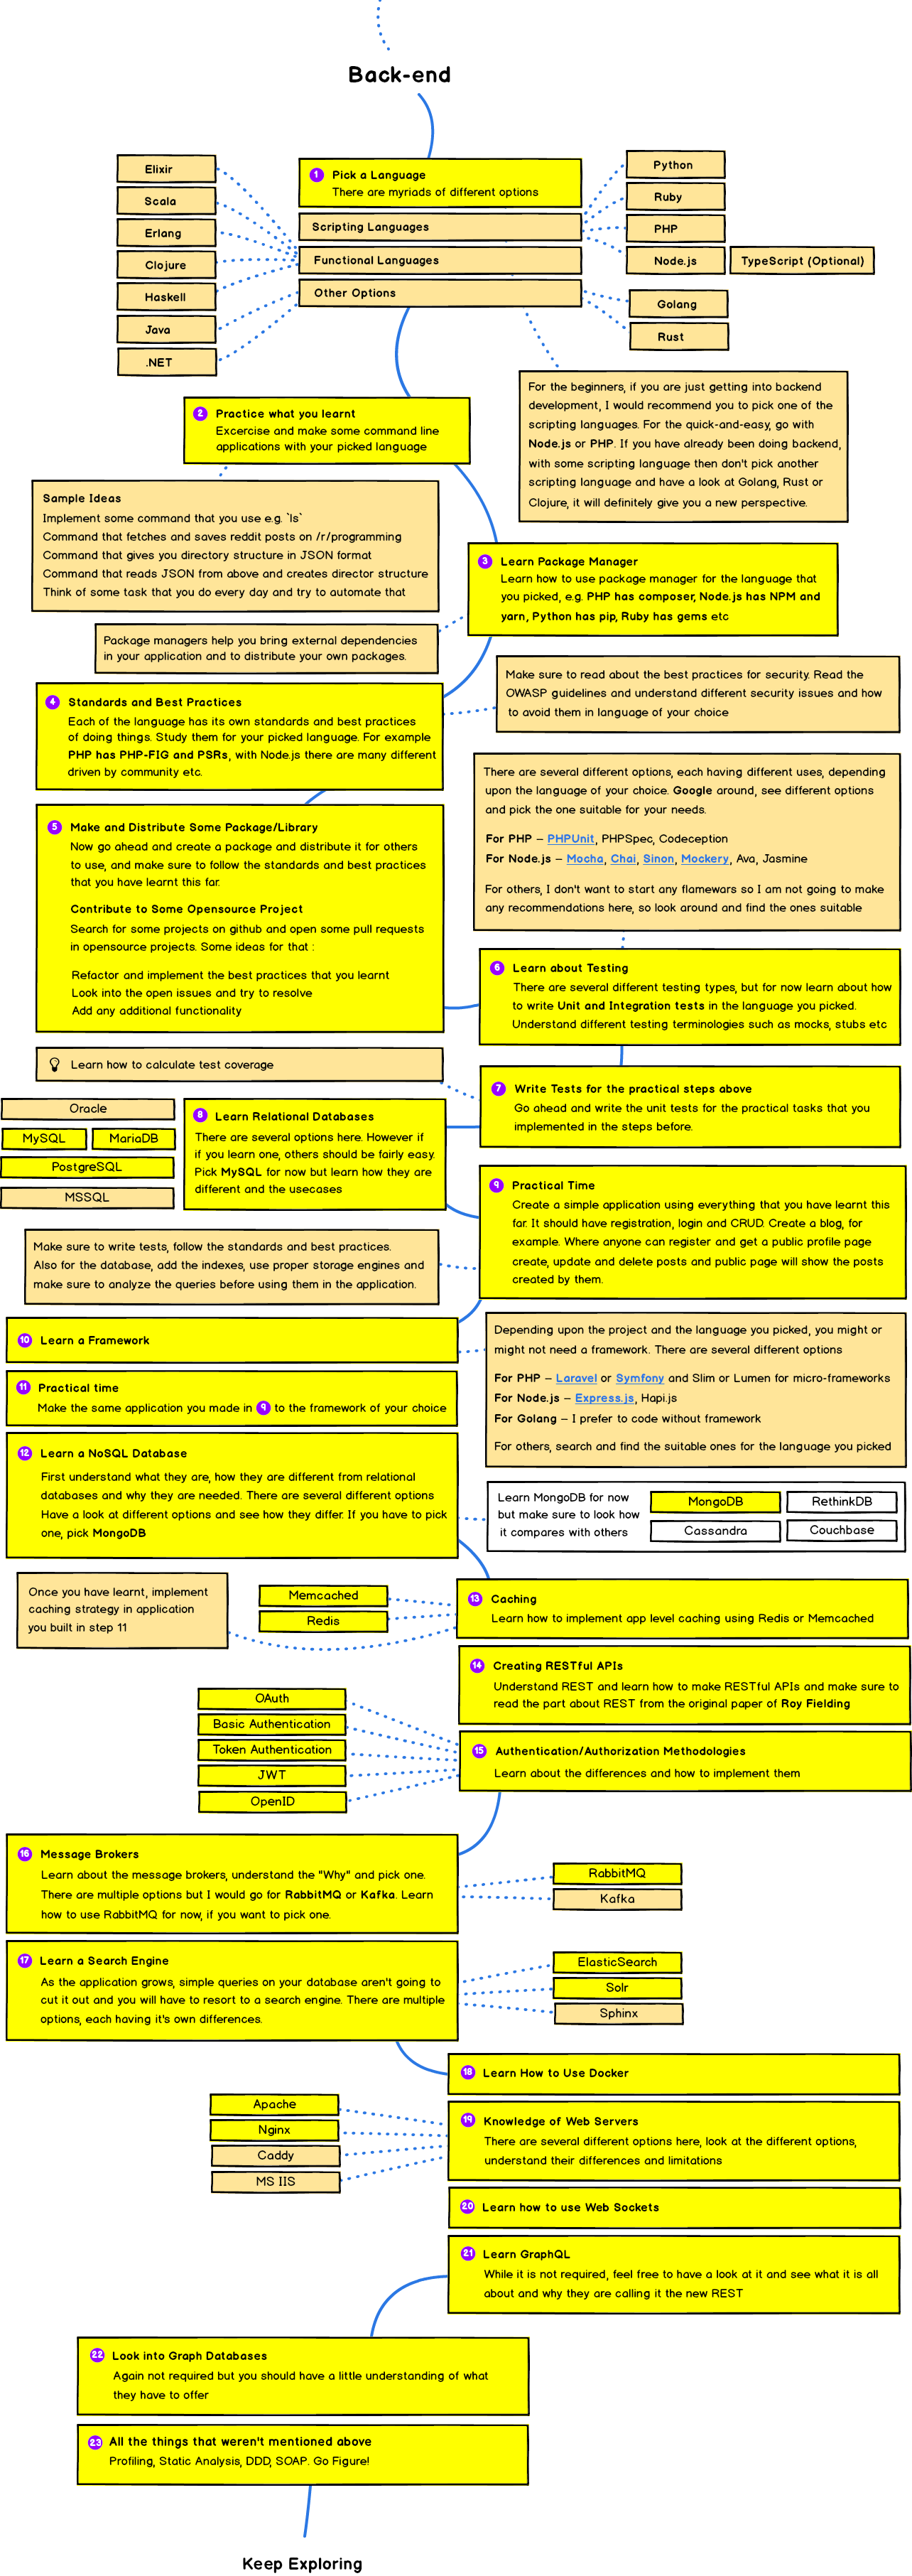 Back-end
Elixir
Scala
Erlang
Clojure
Haskell
Java
.NET
1 Pick a Language
There are myriads of different options
Scripting Languages
Functional Languages
Other Options
Python
Ruby
PHP
Node.js
TypeScript (Optional)
Golang
Rust
For the beginners, if you are just getting into backend
development, I would recommend you to pick one of the
scripting languages. For the quick-and-easy, go with
Node.js or PHP. If you have already been doing backend,
with some scripting language then don't pick another
scripting language and have a look at Golang, Rust or
Clojure, it will definitely give you a new perspective.
2 Practice what you learnt
Excercise and make some command line
applications with your picked language
Sample Ideas
Implement some command that you use e.g. `ls`
Command that fetches and saves reddit posts on /r/programming
Command that gives you directory structure in JSON format
Command that reads JSON from above and creates director structure
Think of some task that you do every day and try to automate that
3 Learn Package Manager
Learn how to use package manager for the language that
you picked, e.g. PHP has composer, Node.js has NPM and
yarn, Python has pip, Ruby has gems etc
Package managers help you bring external dependencies
in your application and to distribute your own packages.
4 Standards and Best Practices
Each of the language has its own standards and best practices
of doing things. Study them for your picked language. For example
PHP has PHP-FIG and PSRs, with Node.js there are many different
driven by community etc.
Make sure to read about the best practices for security. Read the
OWASP guidelines and understand different security issues and how
to avoid them in language of your choice
5 Make and Distribute Some Package/Library
Now go ahead and create a package and distribute it for others
to use, and make sure to follow the standards and best practices
that you have learnt this far.
Contribute to Some Opensource Project
Search for some projects on github and open some pull requests
in opensource projects. Some ideas for that :
Refactor and implement the best practices that you learnt
Look into the open issues and try to resolve
Add any additional functionality
There are several different options, each having different uses, depending
upon the language of your choice. Google around, see different options
and pick the one suitable for your needs.
For PHP – PHPUnit, PHPSpec, Codeception
For Node.js – Mocha, Chai, Sinon, Mockery, Ava, Jasmine
For others, I don't want to start any flamewars so I am not going to make
any recommendations here, so look around and find the ones suitable
6 Learn about Testing
There are several different testing types, but for now learn about how
to write Unit and Integration tests in the language you picked.
Understand different testing terminologies such as mocks, stubs etc
Learn how to calculate test coverage
7 Write Tests for the practical steps above
Go ahead and write the unit tests for the practical tasks that you
implemented in the steps before.
Oracle
MySQL
MariaDB
PostgreSQL
MSSQL
8 Learn Relational Databases
There are several options here. However if
if you learn one, others should be fairly easy.
Pick MySQL for now but learn how they are
different and the usecases
9 Practical Time
Create a simple application using everything that you have learnt this
far. It should have registration, login and CRUD. Create a blog, for
example. Where anyone can register and get a public profile page
create, update and delete posts and public page will show the posts
created by them.
Make sure to write tests, follow the standards and best practices.
Also for the database, add the indexes, use proper storage engines and
make sure to analyze the queries before using them in the application.
10 Learn a Framework
Depending upon the project and the language you picked, you might or
might not need a framework. There are several different options
For PHP – Laravel or Symfony and Slim or Lumen for micro-frameworks
For Node.js – Express.js, Hapi.js
For Golang – I prefer to code without framework
For others, search and find the suitable ones for the language you picked
11 Practical time
Make the same application you made in 9 to the framework of your choice
12 Learn a NoSQL Database
First understand what they are, how they are different from relational
databases and why they are needed. There are several different options
Have a look at different options and see how they differ. If you have to pick
one, pick MongoDB
Learn MongoDB for now
but make sure to look how
it compares with others
MongoDB
RethinkDB
Cassandra
Couchbase
Once you have learnt, implement
caching strategy in application
you built in step 11
Memcached
Redis
13 Caching
Learn how to implement app level caching using Redis or Memcached
14 Creating RESTful APIs
Understand REST and learn how to make RESTful APIs and make sure to
read the part about REST from the original paper of Roy Fielding
OAuth
Basic Authentication
Token Authentication
JWT
OpenID
15 Authentication/Authorization Methodologies
Learn about the differences and how to implement them
16 Message Brokers
Learn about the message brokers, understand the "Why" and pick one.
There are multiple options but I would go for RabbitMQ or Kafka. Learn
how to use RabbitMQ for now, if you want to pick one.
RabbitMQ
Kafka
17 Learn a Search Engine
As the application grows, simple queries on your database aren't going to
cut it out and you will have to resort to a search engine. There are multiple
options, each having it's own differences.
ElasticSearch
Solr
Sphinx
18 Learn How to Use Docker
Apache
Nginx
Caddy
MS IIS
19 Knowledge of Web Servers
There are several different options here, look at the different options,
understand their differences and limitations
20 Learn how to use Web Sockets
21 Learn GraphQL
While it is not required, feel free to have a look at it and see what it is all
about and why they are calling it the new REST
22 Look into Graph Databases
Again not required but you should have a little understanding of what
they have to offer
23 All the things that weren't mentioned above
Profiling, Static Analysis, DDD, SOAP. Go Figure!
Keep Exploring